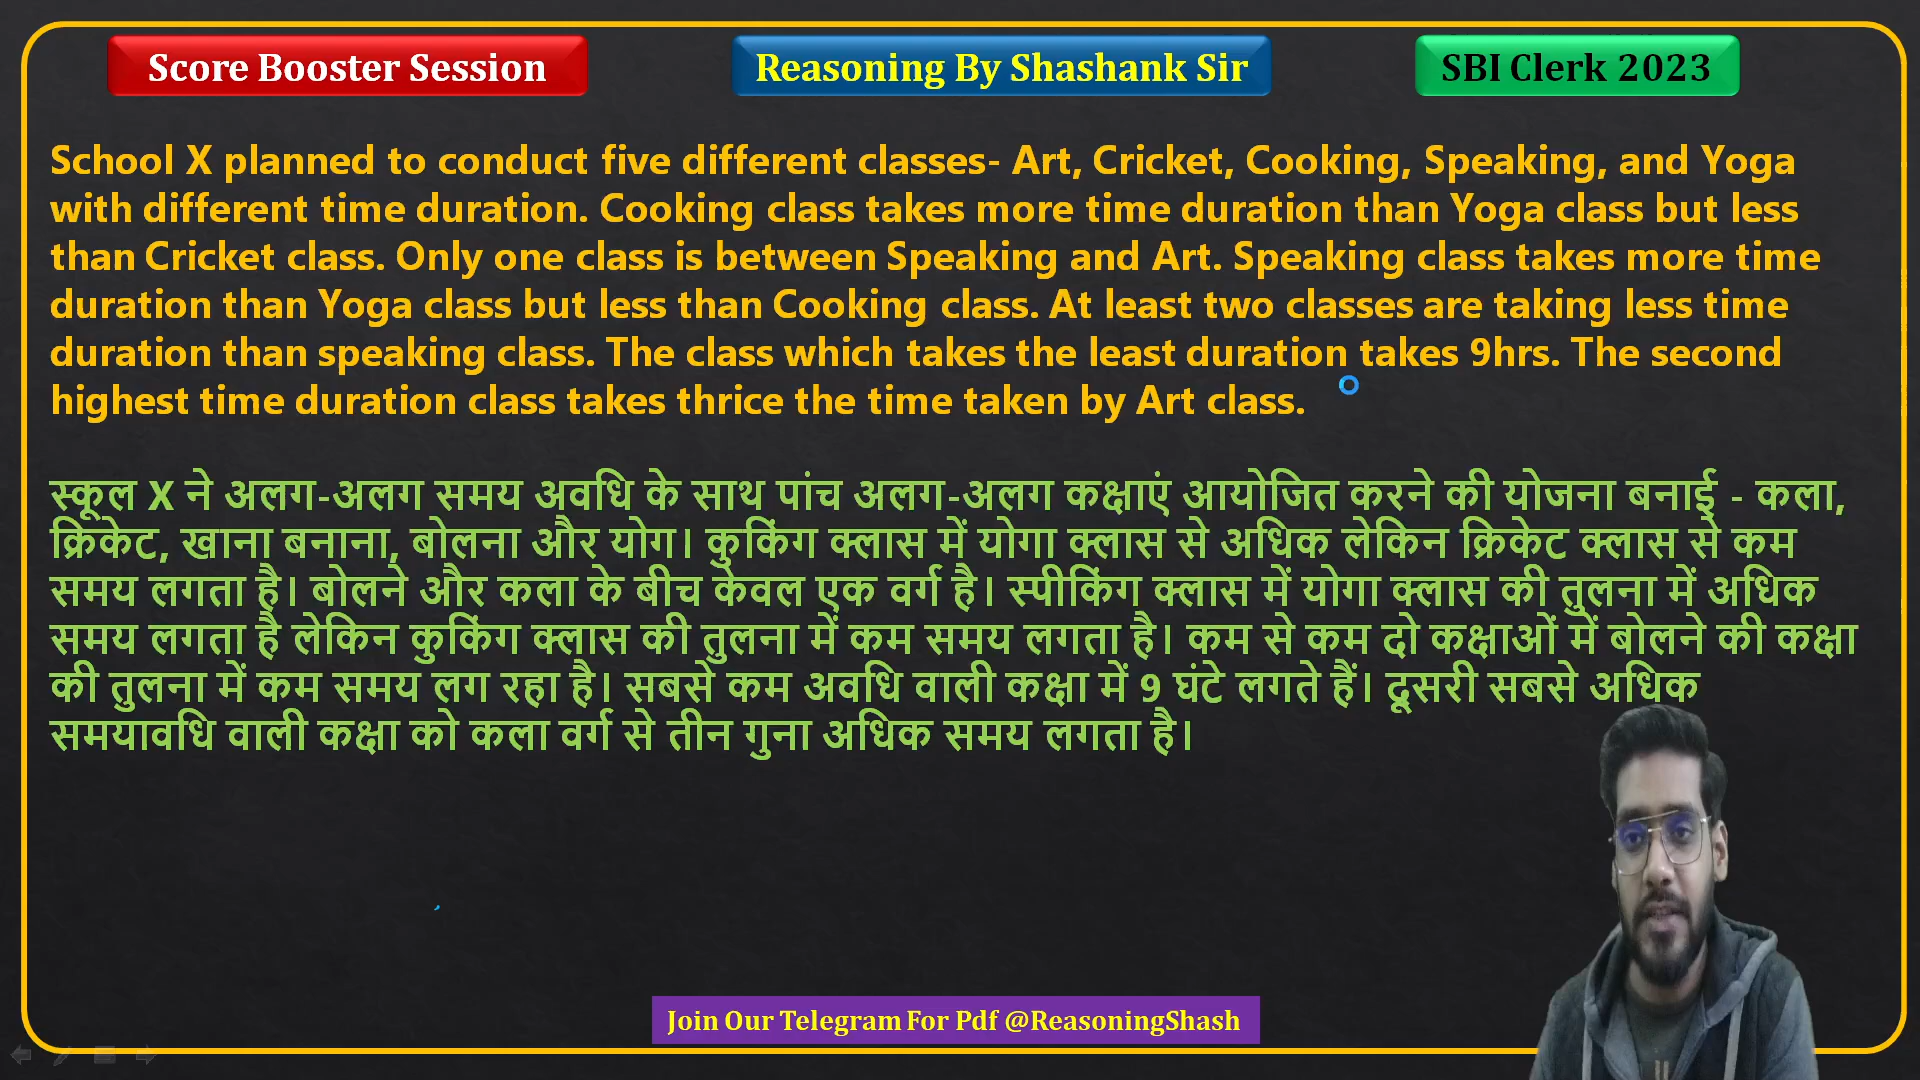 Score Booster Session
Reasoning By Shashank Sir
SBI Clerk 2023
School X planned to conduct five different classes- Art, Cricket, Cooking, Speaking, and Yoga
with different time duration. Cooking class takes more time duration than Yoga class but less
than Cricket class. Only one class is between Speaking and Art. Speaking class takes more time
duration than Yoga class but less than Cooking class. At least two classes are taking less time
duration than speaking class. The class which takes the least duration takes 9hrs. The second
highest time duration class takes thrice the time taken by Art class.
स्कूल X ने अलग-अलग समय अवधि के साथ पांच अलग-अलग कक्षाएं आयोजित करने की योजना बनाई - कला,
क्रिकेट, खाना बनाना, बोलना और योग। कुकिंग क्लास में योगा क्लास से अधिक लेकिन क्रिकेट क्लास से कम
समय लगता है। बोलने और कला के बीच केवल एक वर्ग है। स्पीकिंग क्लास में योगा क्लास की तुलना में अधिक
समय लगता है लेकिन कुकिंग क्लास की तुलना में कम समय लगता है। कम से कम दो कक्षाओं में बोलने की कक्षा
की तुलना में कम समय लग रहा है। सबसे कम अवधि वाली कक्षा में 9 घंटे लगते हैं। दूसरी सबसे अधिक
समयावधि वाली कक्षा को कला वर्ग से तीन गुना अधिक समय लगता है।
Join Our Telegram For Pdf @ReasoningShash